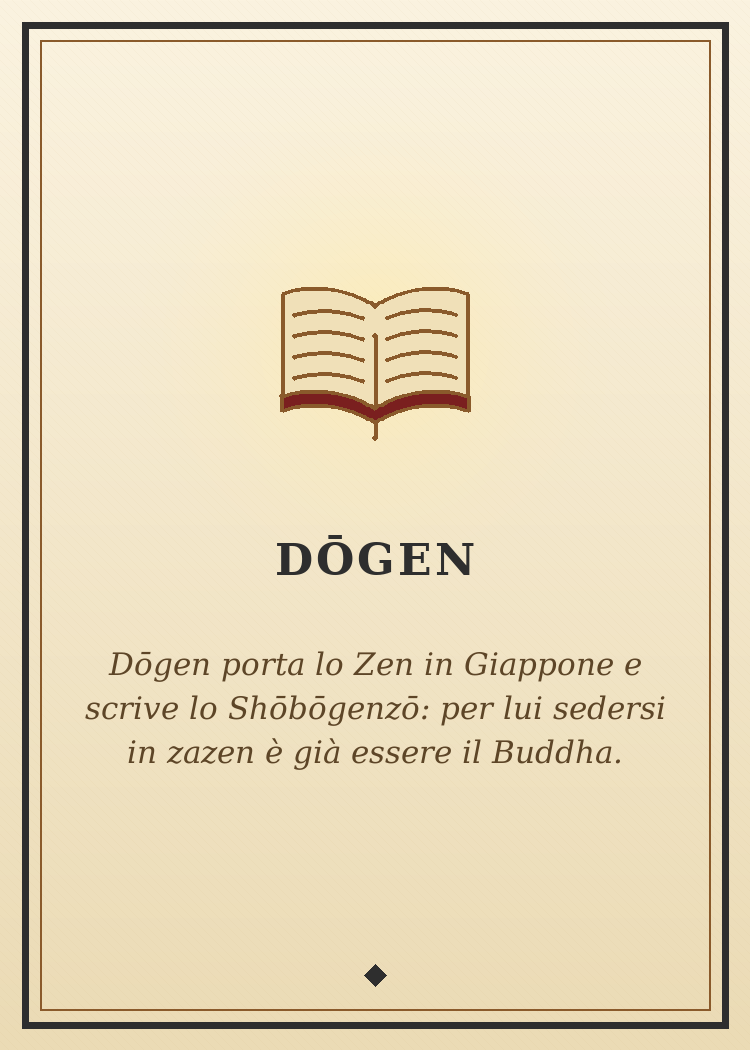 DŌGEN
Dōgen porta lo Zen in Giappone e
scrive lo Shōbōgenzō: per lui sedersi
in zazen è già essere il Buddha.